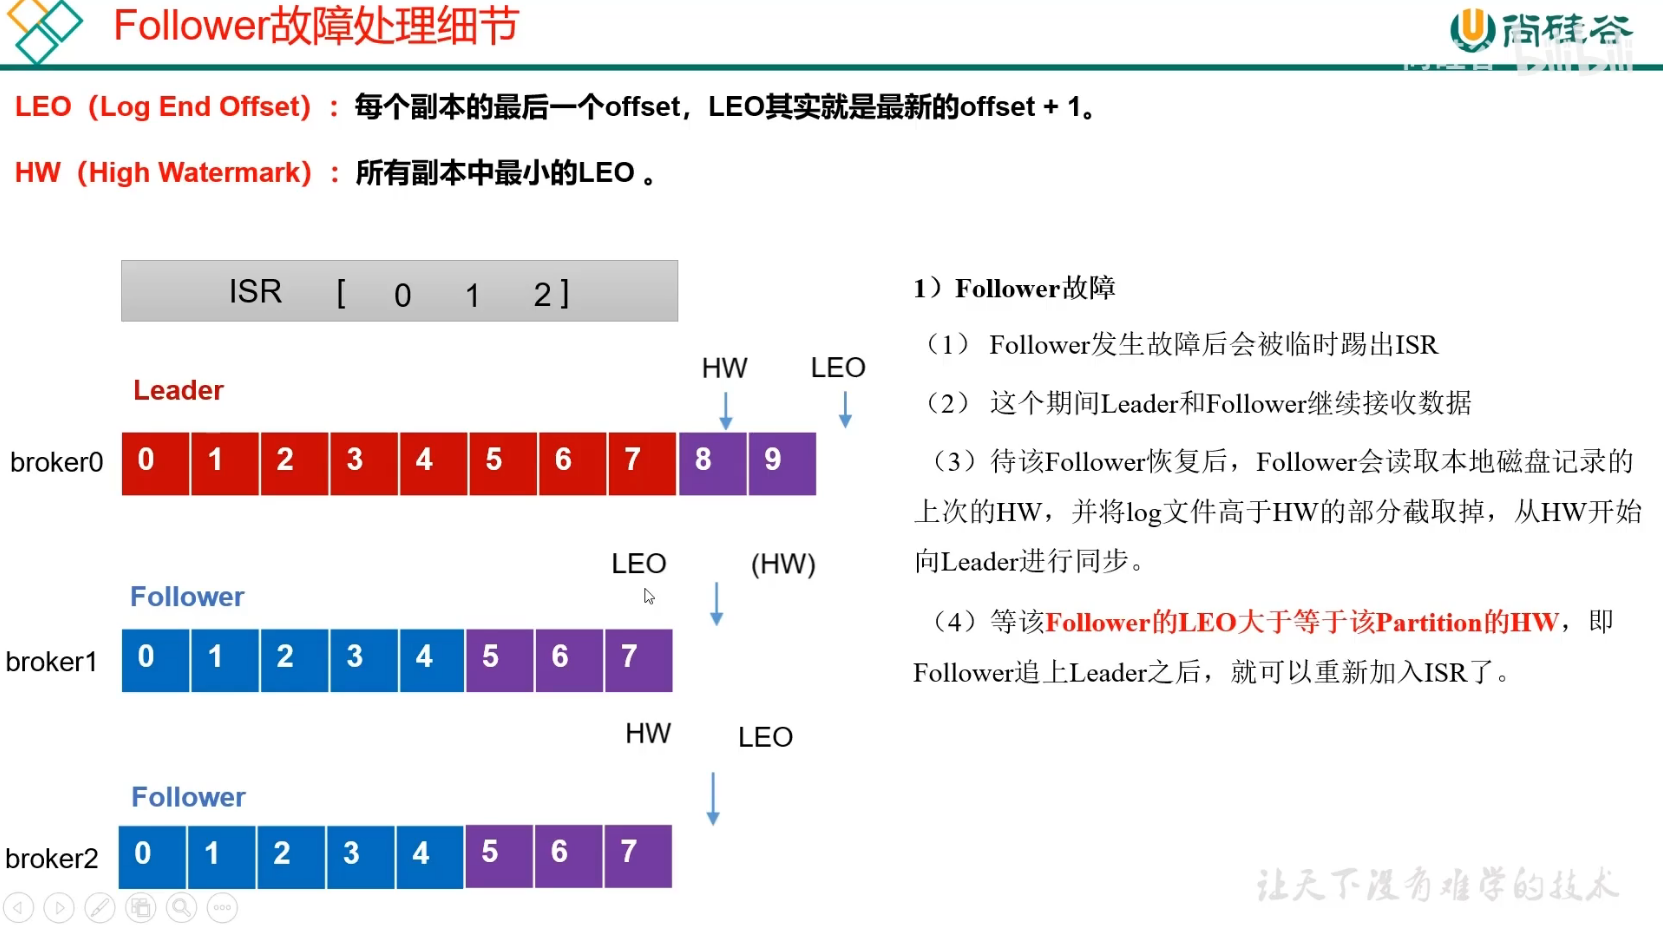 Follower故障处理细节
尚硅谷
bilibili
LEO（Log End Offset）：每个副本的最后一个offset，LEO其实就是最新的offset + 1。
HW（High Watermark）：所有副本中最小的LEO 。
ISR [ 0 1 2 ]
HW LEO
Leader
broker0 0 1 2 3 4 5 6 7 8 9
LEO (HW)
Follower
broker1 0 1 2 3 4 5 6 7
HW LEO
Follower
broker2 0 1 2 3 4 5 6 7
1）Follower故障
（1） Follower发生故障后会被临时踢出ISR
（2） 这个期间Leader和Follower继续接收数据
（3）待该Follower恢复后，Follower会读取本地磁盘记录的
上次的HW，并将log文件高于HW的部分截取掉，从HW开始
向Leader进行同步。
（4）等该Follower的LEO大于等于该Partition的HW，即
Follower追上Leader之后，就可以重新加入ISR了。
让天下没有难学的技术